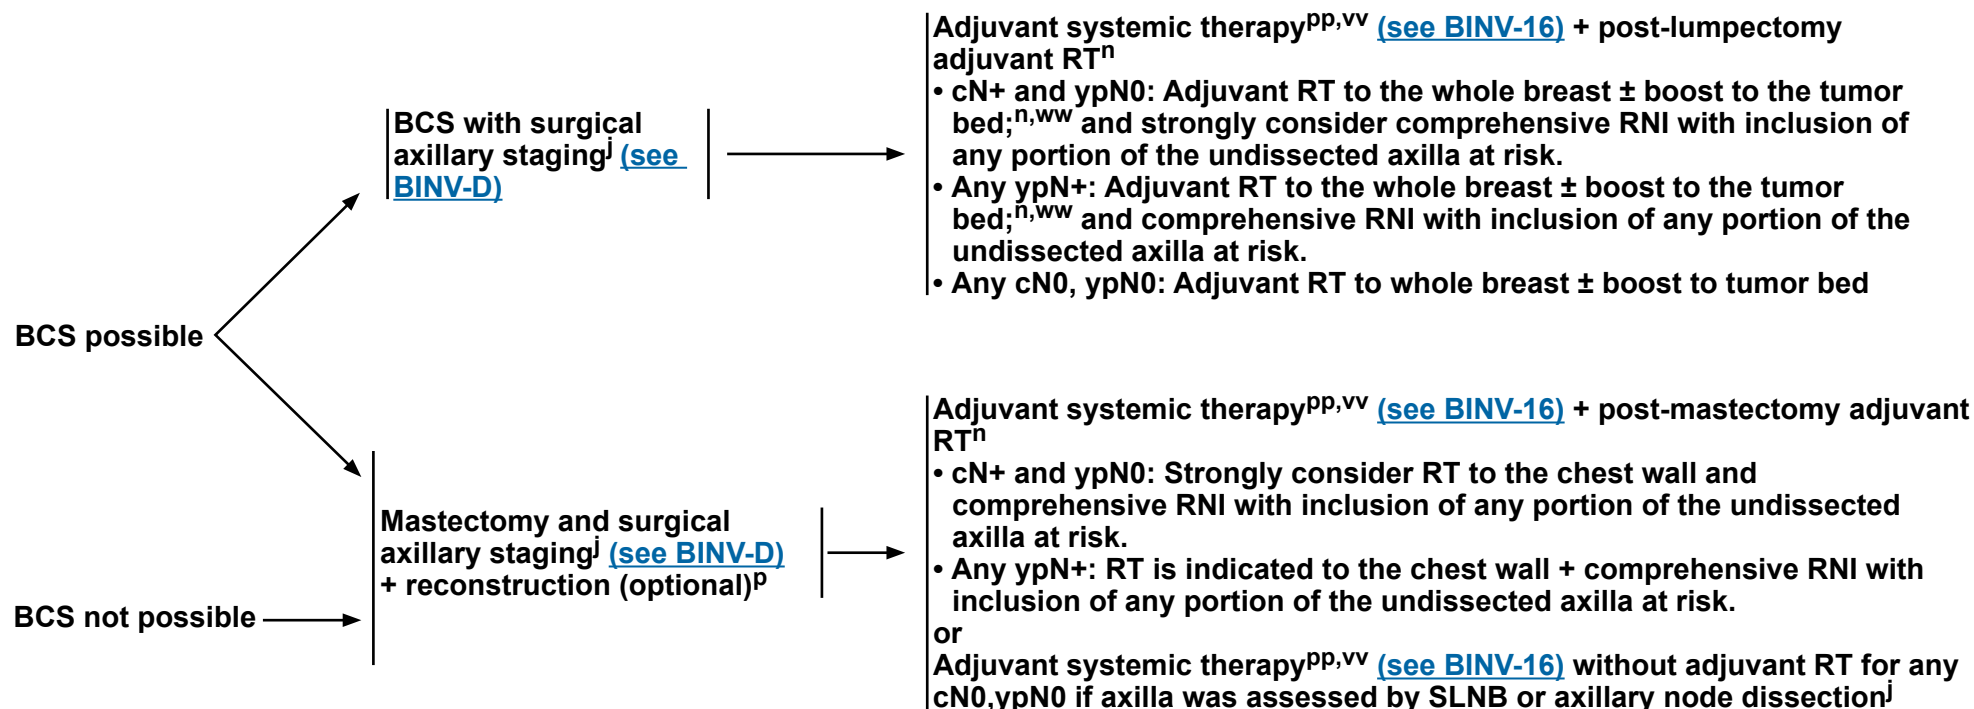 Adjuvant systemic therapypp,vv (see BINV-16) + post-lumpectomy
adjuvant RTn
• cN+ and ypN0: Adjuvant RT to the whole breast ± boost to the tumor
bed;n,ww and strongly consider comprehensive RNI with inclusion of
any portion of the undissected axilla at risk.
• Any ypN+: Adjuvant RT to the whole breast ± boost to the tumor
bed;n,ww and comprehensive RNI with inclusion of any portion of the
undissected axilla at risk.
• Any cN0, ypN0: Adjuvant RT to whole breast ± boost to tumor bed
BCS with surgical
axillary stagingj (see
BINV-D)
BCS possible
Mastectomy and surgical
axillary stagingj (see BINV-D)
+ reconstruction (optional)p
BCS not possible
Adjuvant systemic therapypp,vv (see BINV-16) + post-mastectomy adjuvant
RTn
• cN+ and ypN0: Strongly consider RT to the chest wall and
comprehensive RNI with inclusion of any portion of the undissected
axilla at risk.
• Any ypN+: RT is indicated to the chest wall + comprehensive RNI with
inclusion of any portion of the undissected axilla at risk.
or
Adjuvant systemic therapypp,vv (see BINV-16) without adjuvant RT for any
cN0,ypN0 if axilla was assessed by SLNB or axillary node dissectionj